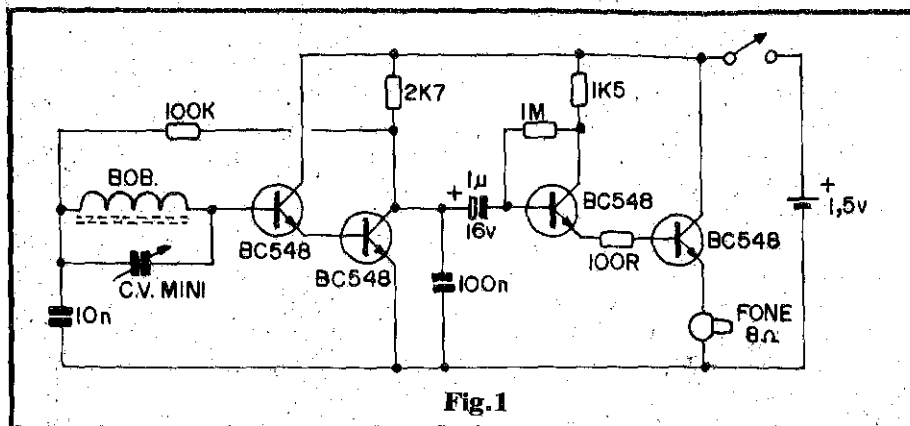 100K
2K7
1M
1K5
BOB.
+
1µ
16v
BC548
BC548
BC548
100R
BC548
+
1,5v
C.V. MINI
10n
100n
FONE
8Ω
Fig.1